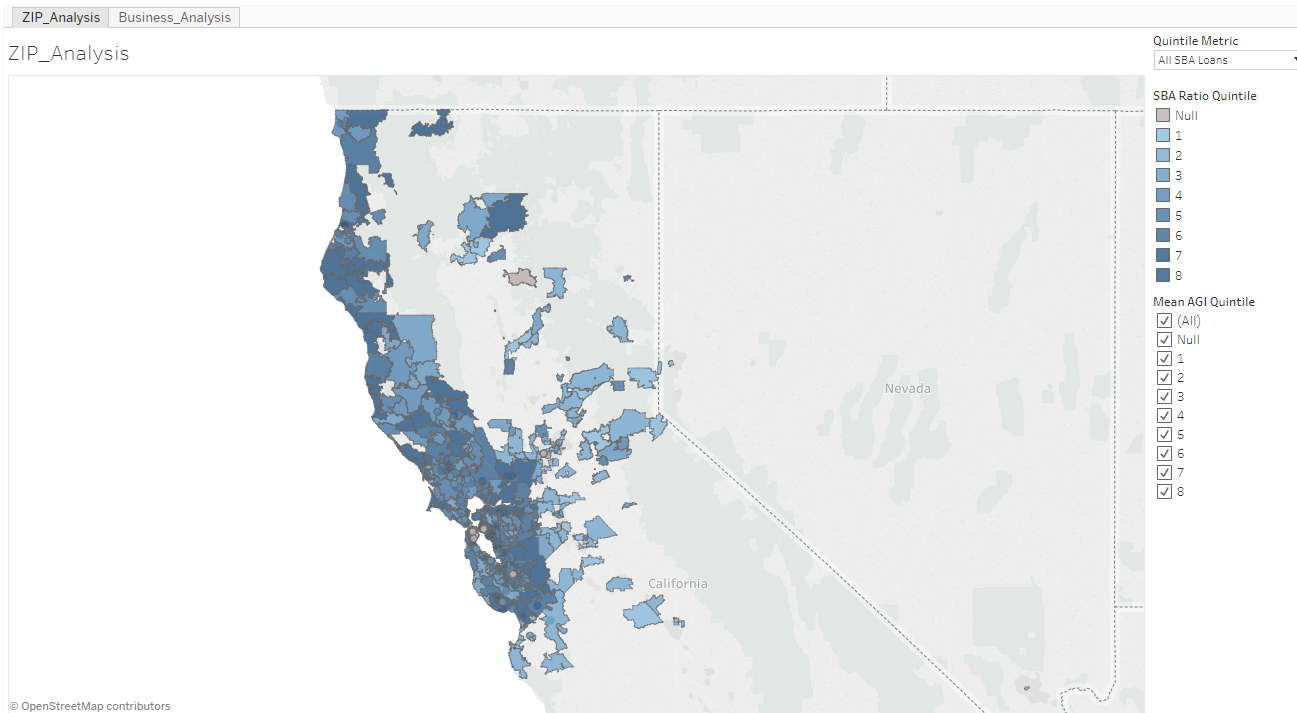 ZIP_Analysis
Business_Analysis
ZIP_Analysis
Quintile Metric
All SBA Loans
SBA Ratio Quintile
Null
1
2
3
4
5
6
7
8
Mean AGI Quintile
(All)
Null
1
2
3
4
5
6
7
8
Nevada
California
© OpenStreetMap contributors